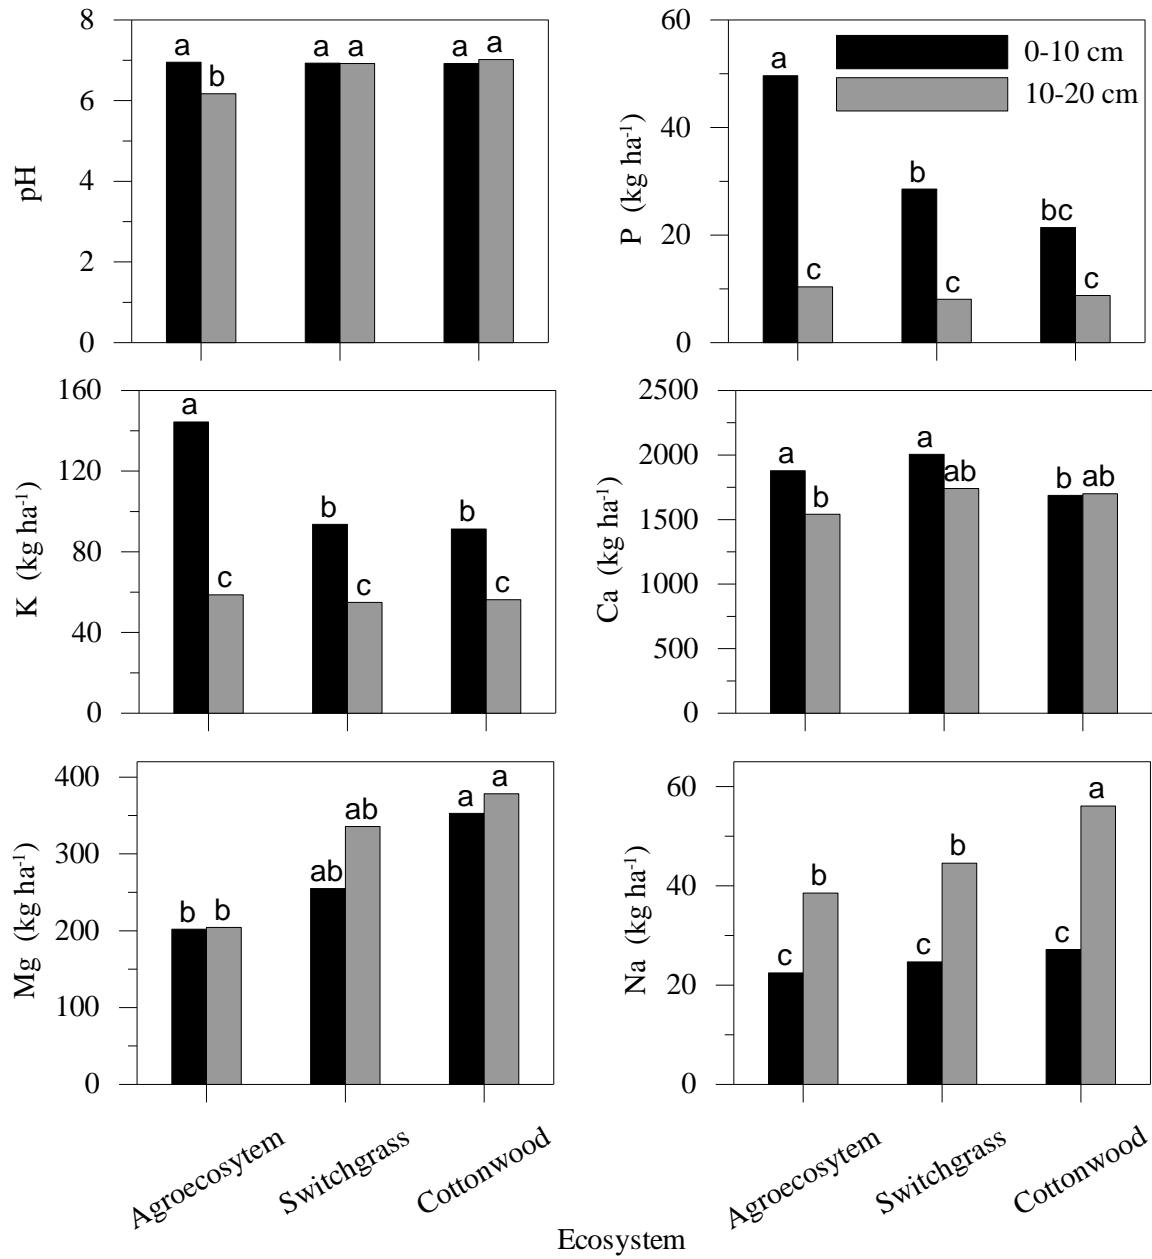 pH
8
6
4
2
0
a
b
a
a
a
a
P (kg ha-1)
60
40
20
0
a
c
b
c
bc
c
0-10 cm
10-20 cm
K (kg ha-1)
160
120
80
40
0
a
c
b
c
b
c
Ca (kg ha-1)
2500
2000
1500
1000
500
0
a
b
a
ab
b
ab
Mg (kg ha-1)
400
300
200
100
0
b
b
ab
ab
a
a
Agroecosytem
Switchgrass
Cottonwood
Na (kg ha-1)
60
40
20
0
c
b
c
b
c
a
Agroecosytem
Switchgrass
Cottonwood
Ecosystem